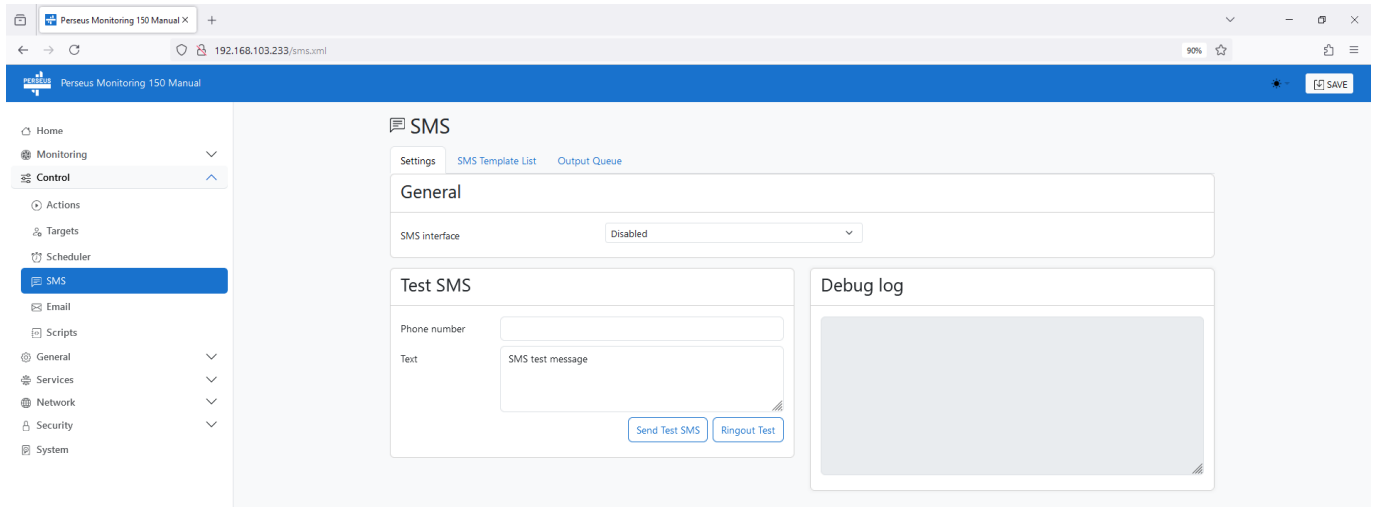 Perseus Monitoring 150 Manual
192.168.103.233/sms.xml
90%
PERSEUS
Perseus Monitoring 150 Manual
SAVE
Home
Monitoring
Control
Actions
Targets
Scheduler
SMS
Email
Scripts
General
Services
Network
Security
System
SMS
Settings
SMS Template List
Output Queue
General
SMS interface
Disabled
Test SMS
Phone number
Text
SMS test message
Send Test SMS
Ringout Test
Debug log